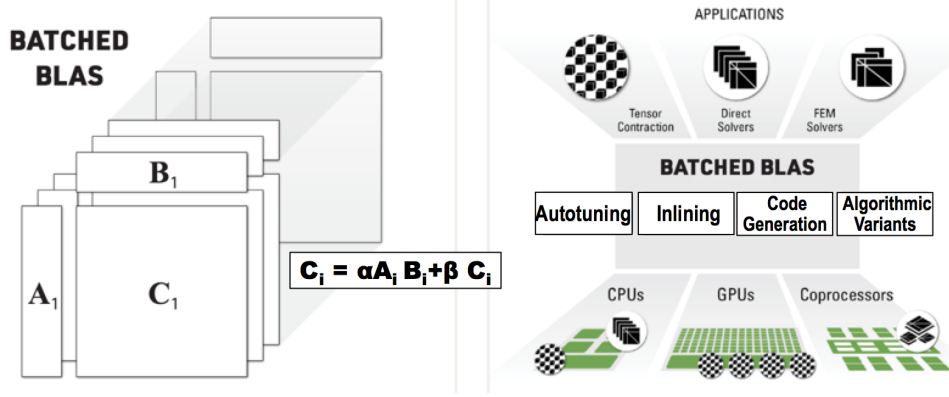 BATCHED
BLAS
B1
A1
C1
Ci = αAi Bi+β Ci
APPLICATIONS
Tensor
Contraction
Direct
Solvers
FEM
Solvers
BATCHED BLAS
Autotuning
Inlining
Code
Generation
Algorithmic
Variants
CPUs
GPUs
Coprocessors